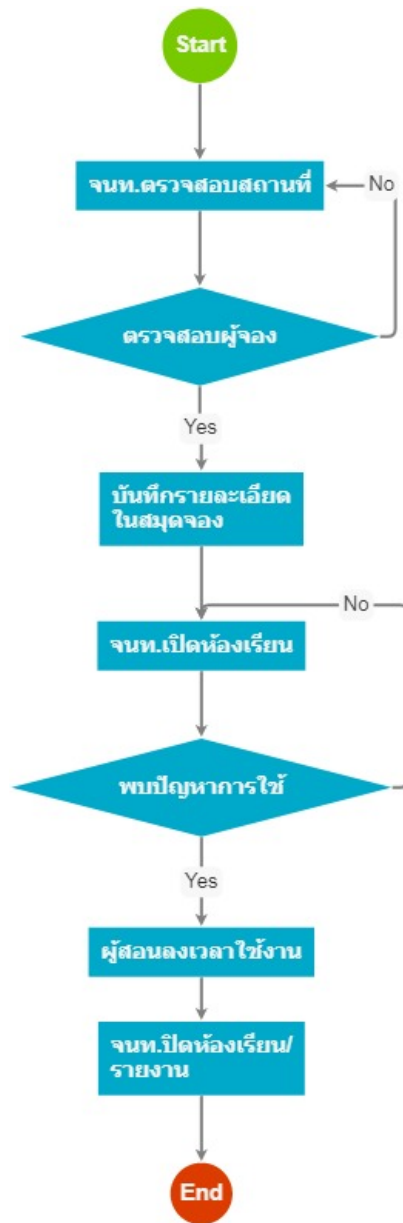 Start
จนท.ตรวจสอบสถานที่
No
ตรวจสอบผู้จอง
Yes
บันทึกรายละเอียด
ในสมุดจอง
No
จนท.เปิดห้องเรียน
พบปัญหาการใช้
Yes
ผู้สอนลงเวลาใช้งาน
จนท.ปิดห้องเรียน/
รายงาน
End